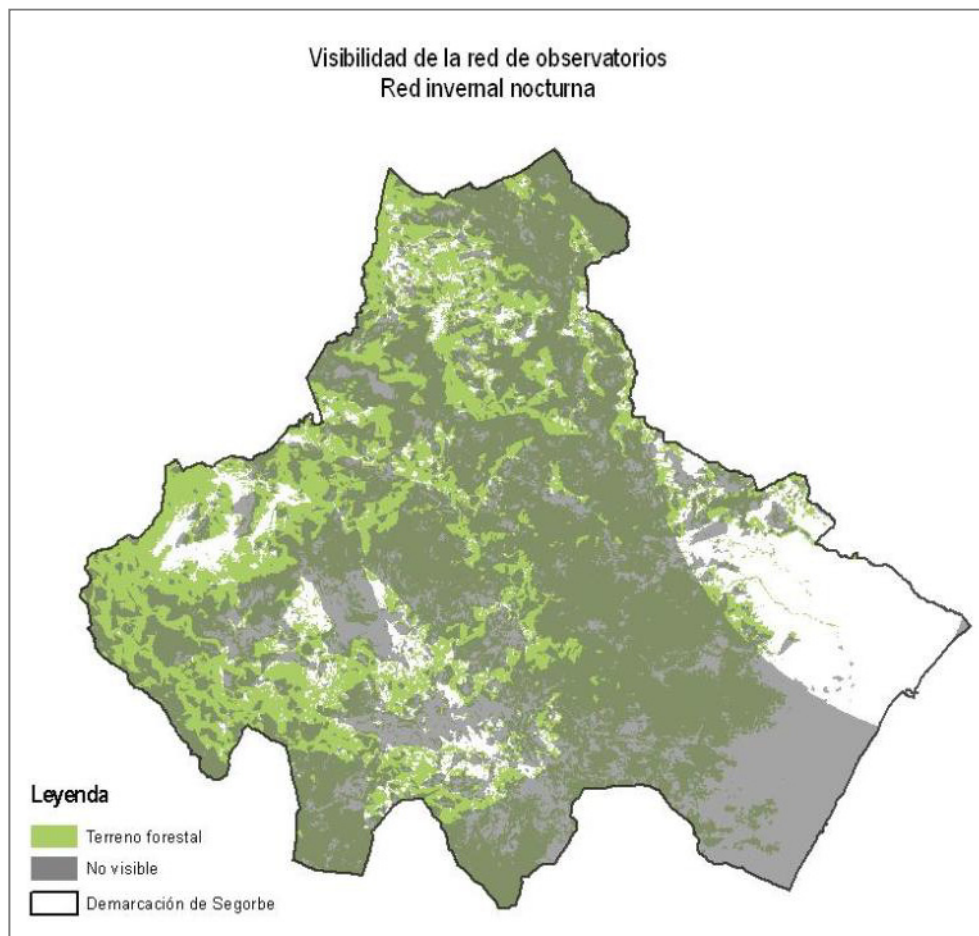 Visibilidad de la red de observatorios
Red invernal nocturna
Leyenda
Terreno forestal
No visible
Demarcación de Segorbe